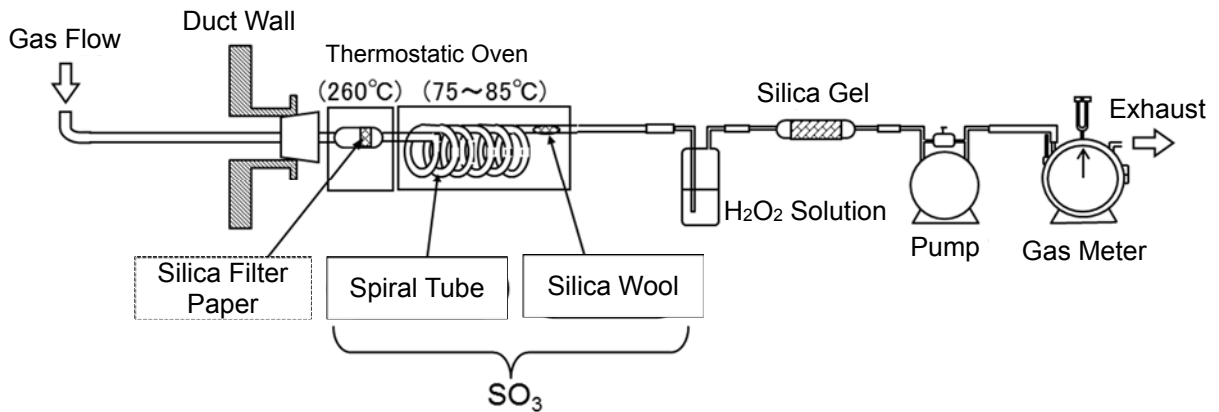 Gas Flow
Duct Wall
Thermostatic Oven
(260℃)
(75～85℃)
Silica Gel
Exhaust
H₂O₂ Solution
Pump
Gas Meter
Silica Filter
Paper
Spiral Tube
Silica Wool
SO₃